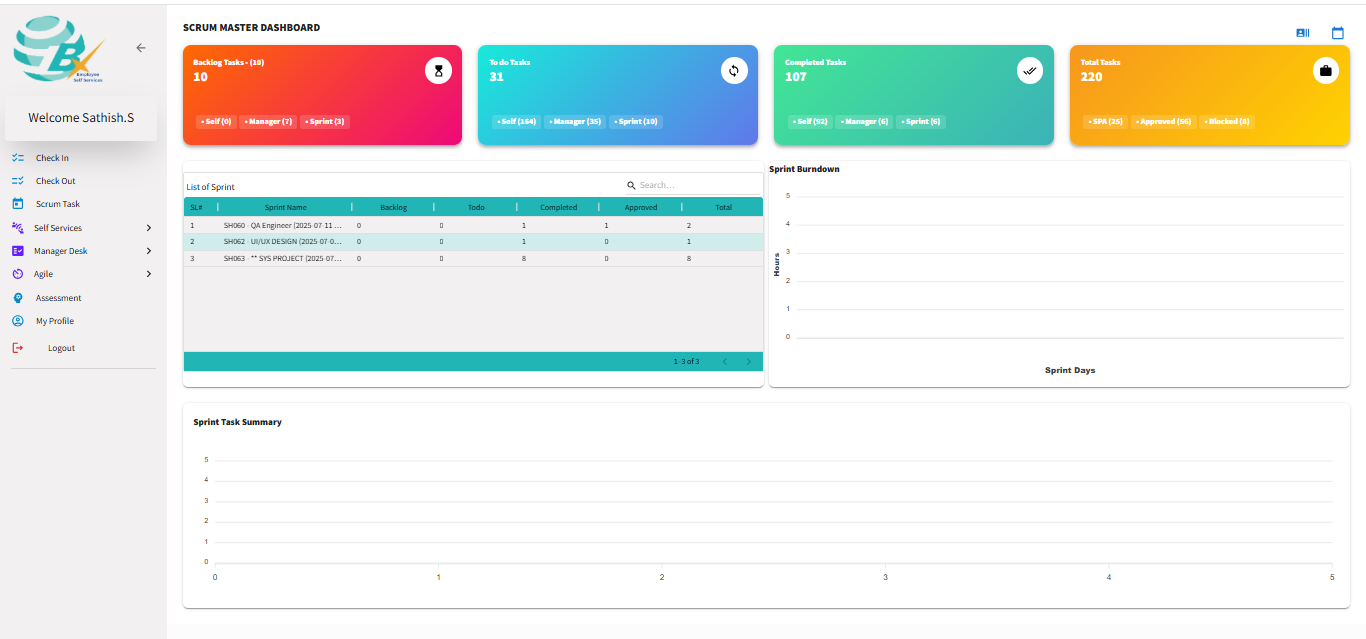 SCRUM MASTER DASHBOARD
Bx
Employee
Self Services
Welcome Sathish.S
Check In
Check Out
Scrum Task
Self Services
Manager Desk
Agile
Assessment
My Profile
Logout
Backlog Tasks - (10)
10
• Self (0) • Manager (7) • Sprint (3)
To do Tasks
31
• Self (164) • Manager (35) • Sprint (10)
Completed Tasks
107
• Self (92) • Manager (6) • Sprint (6)
Total Tasks
220
• SPA (25) • Approved (56) • Blocked (8)
List of Sprint
Search…
SL# Sprint Name Backlog Todo Completed Approved Total
1 SH060 - QA Engineer (2025-07-11 … 0 0 1 1 2
2 SH062 - UI/UX DESIGN (2025-07-0… 0 0 1 0 1
3 SH063 - ** SYS PROJECT (2025-07… 0 0 8 0 8
1–3 of 3
Sprint Burndown
5
4
3
2
1
0
Hours
Sprint Days
Sprint Task Summary
5
4
3
2
1
0
0 1 2 3 4 5